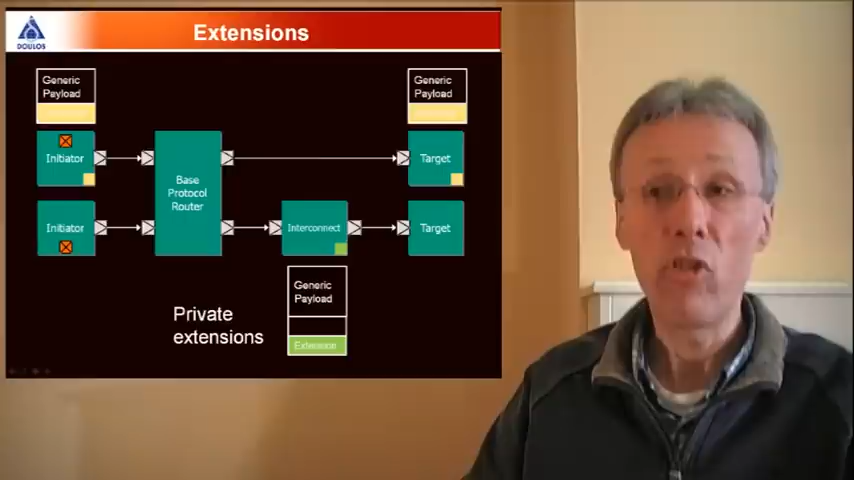 DOULOS
Extensions
Generic
Payload
Generic
Payload
Initiator
Target
Base
Protocol
Router
Initiator
Interconnect
Target
Generic
Payload
Private
extensions
Extension